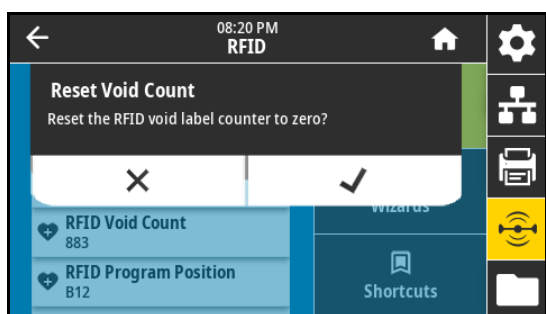 08:20 PM
RFID
Reset Void Count
Reset the RFID void label counter to zero?
Wizards
RFID Void Count
883
RFID Program Position
B12
Shortcuts